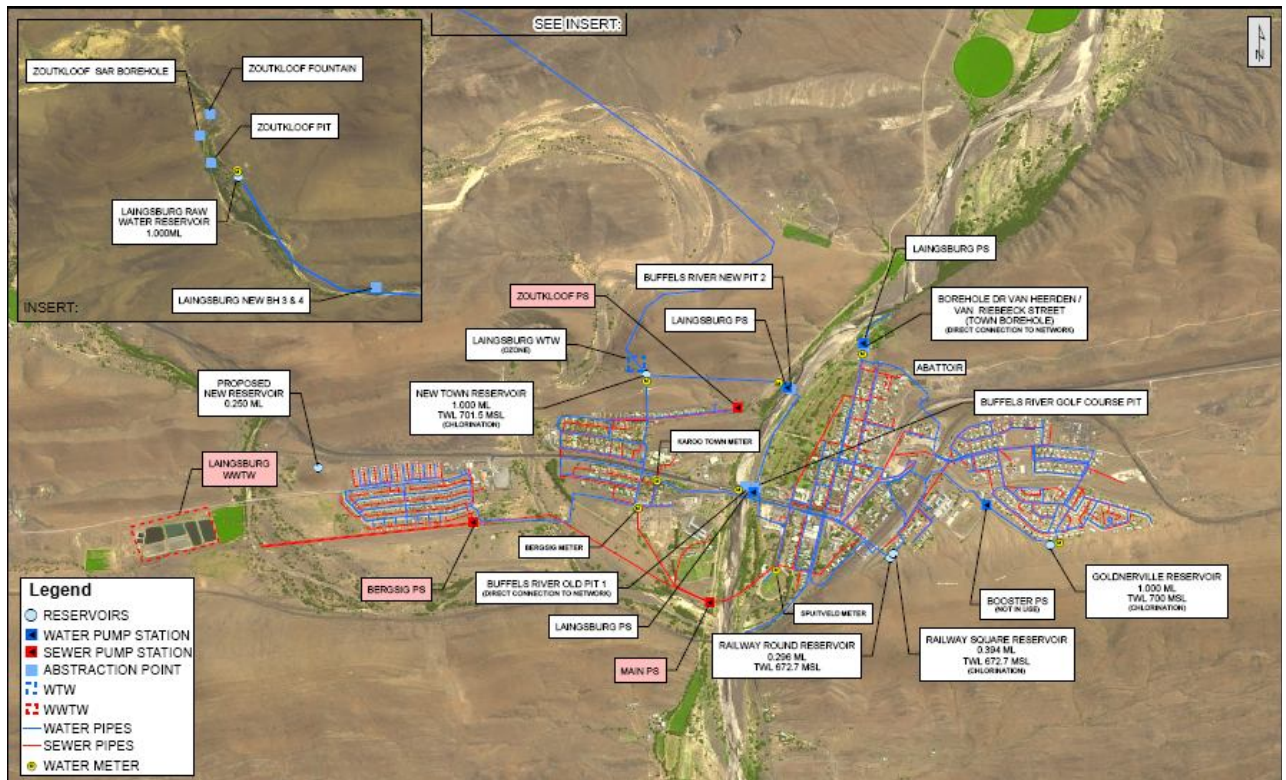 SEE INSERT:
N
ZOUTKLOOF SAR BOREHOLE
ZOUTKLOOF FOUNTAIN
ZOUTKLOOF PIT
LAINGSBURG RAW
WATER RESERVOIR
1.000ML
LAINGSBURG NEW BH 3 & 4
INSERT:
LAINGSBURG PS
BUFFELS RIVER NEW PIT 2
ZOUTKLOOF PS
LAINGSBURG PS
BOREHOLE DR VAN HEERDEN /
VAN RIEBEECK STREET
(TOWN BOREHOLE)
(DIRECT CONNECTION TO NETWORK)
LAINGSBURG WTW
(OZONE)
ABATTOIR
PROPOSED
NEW RESERVOIR
0.250 ML
NEW TOWN RESERVOIR
1.000 ML
TWL 701.5 MSL
(CHLORINATION)
BUFFELS RIVER GOLF COURSE PIT
KAROO TOWN METER
LAINGSBURG
WWTW
BERGSIG METER
BERGSIG PS
BUFFELS RIVER OLD PIT 1
(DIRECT CONNECTION TO NETWORK)
LAINGSBURG PS
MAIN PS
SPUITVELD METER
RAILWAY ROUND RESERVOIR
0.296 ML
TWL 672.7 MSL
RAILWAY SQUARE RESERVOIR
0.394 ML
TWL 672.7 MSL
(CHLORINATION)
BOOSTER PS
(NOT IN USE)
GOLDNERVILLE RESERVOIR
1.000 ML
TWL 700 MSL
(CHLORINATION)
Legend
RESERVOIRS
WATER PUMP STATION
SEWER PUMP STATION
ABSTRACTION POINT
WTW
WWTW
WATER PIPES
SEWER PIPES
WATER METER